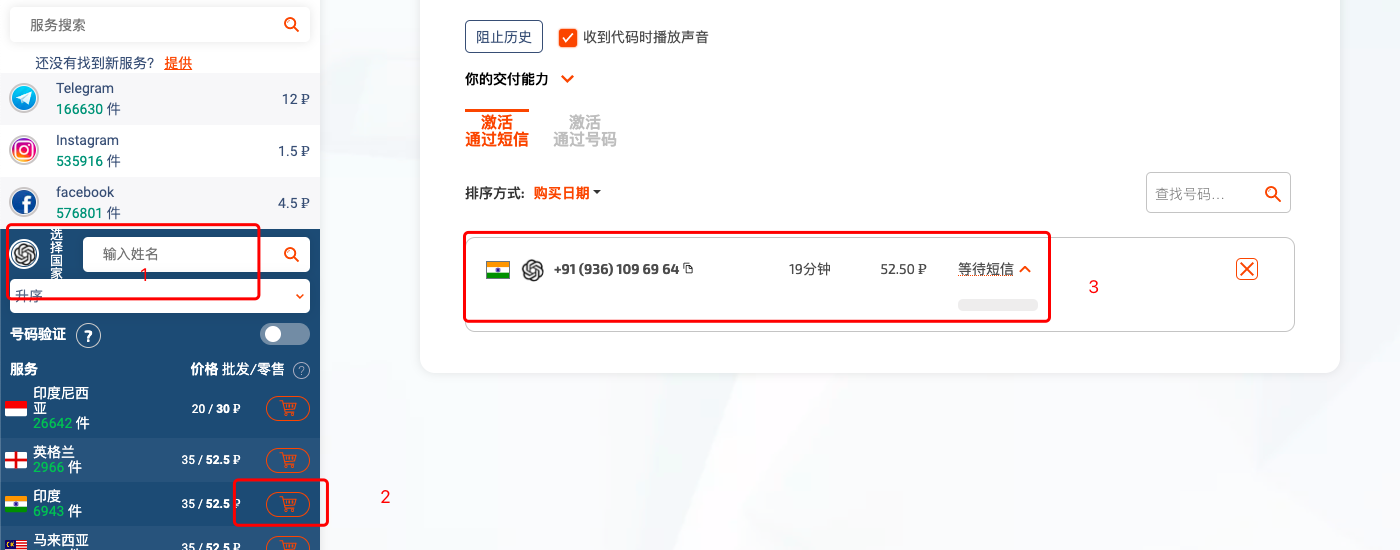 服务搜索
还没有找到新服务? 提供
Telegram
166630 件
12 ₽
Instagram
535916 件
1.5 ₽
facebook
576801 件
4.5 ₽
选择国家
输入姓名
1
升序
号码验证 ?
服务
价格 批发/零售 ?
印度尼西亚
26642 件
20 / 30 ₽
英格兰
2966 件
35 / 52.5 ₽
印度
6943 件
35 / 52.5 ₽
2
马来西亚
35 / 52.5 ₽
阻止历史
收到代码时播放声音
你的交付能力
激活
通过短信
激活
通过号码
排序方式: 购买日期
查找号码...
+91 (936) 109 69 64
19分钟
52.50 ₽
等待短信
3